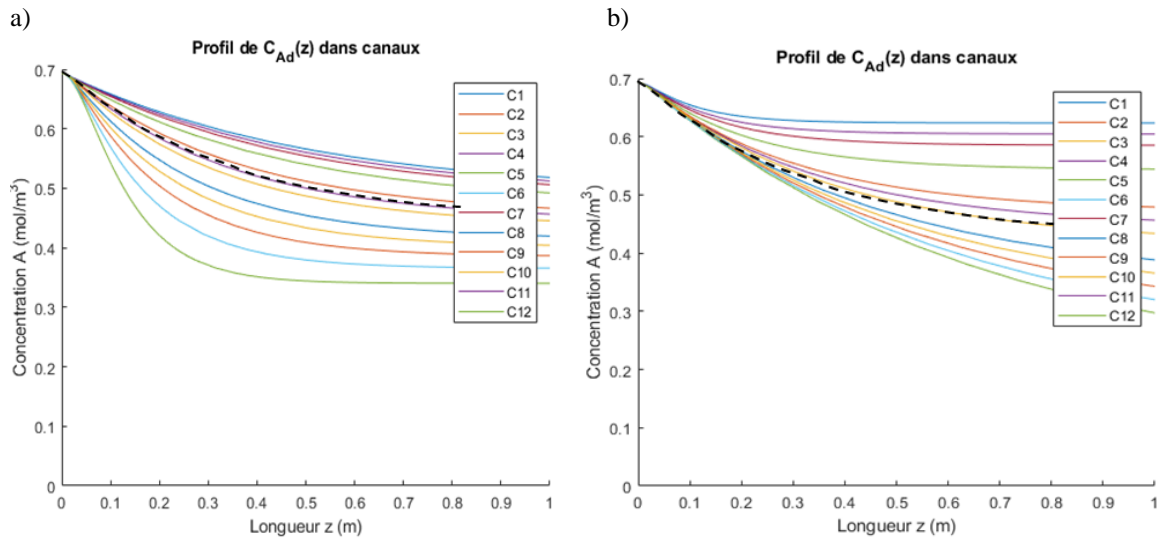 a)
Profil de C_Ad(z) dans canaux
Concentration A (mol/m³)
0.7
0.6
0.5
0.4
0.3
0.2
0.1
0
0 0.1 0.2 0.3 0.4 0.5 0.6 0.7 0.8 0.9 1
Longueur z (m)
C1
C2
C3
C4
C5
C6
C7
C8
C9
C10
C11
C12
b)
Profil de C_Ad(z) dans canaux
Concentration A (mol/m³)
0.7
0.6
0.5
0.4
0.3
0.2
0.1
0
0 0.1 0.2 0.3 0.4 0.5 0.6 0.7 0.8 0.9 1
Longueur z (m)
C1
C2
C3
C4
C5
C6
C7
C8
C9
C10
C11
C12